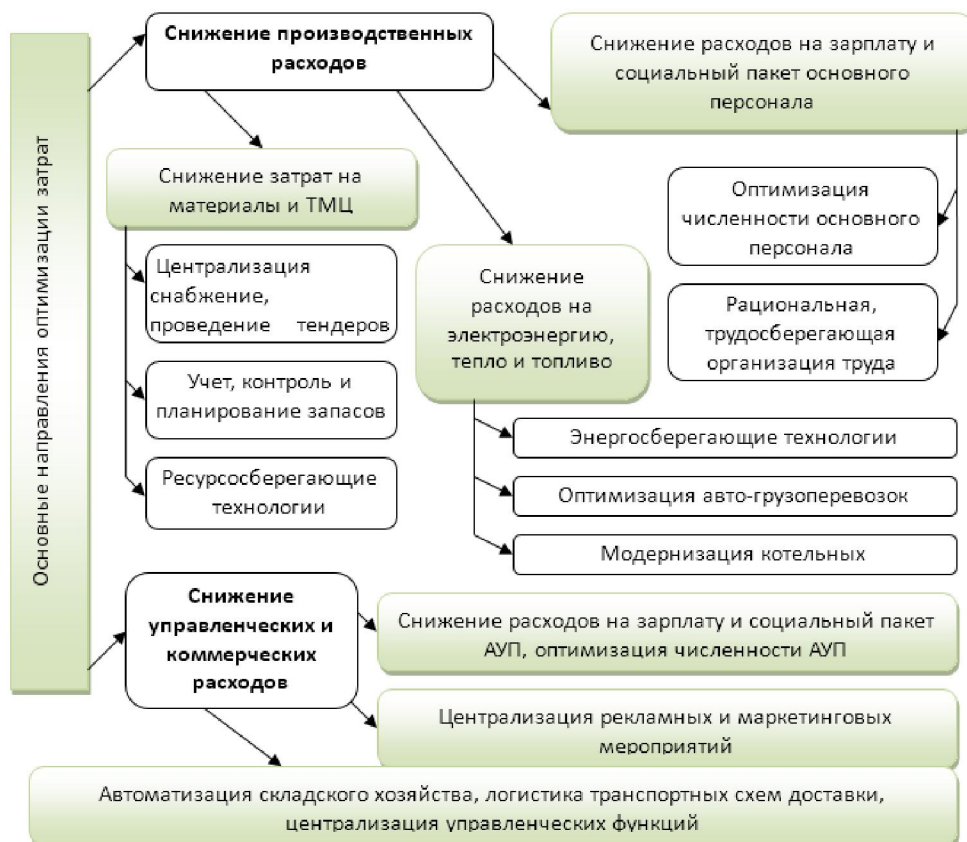 Основные направления оптимизации затрат
Снижение производственных
расходов
Снижение расходов на зарплату и
социальный пакет основного
персонала
Снижение затрат на
материалы и ТМЦ
Оптимизация
численности основного
персонала
Централизация
снабжение,
проведение тендеров
Снижение
расходов на
электроэнергию,
тепло и топливо
Рациональная,
трудосберегающая
организация труда
Учет, контроль и
планирование запасов
Энергосберегающие технологии
Ресурсосберегающие
технологии
Оптимизация авто-грузоперевозок
Модернизация котельных
Снижение
управленческих и
коммерческих
расходов
Снижение расходов на зарплату и социальный пакет
АУП, оптимизация численности АУП
Централизация рекламных и маркетинговых
мероприятий
Автоматизация складского хозяйства, логистика транспортных схем доставки,
централизация управленческих функций